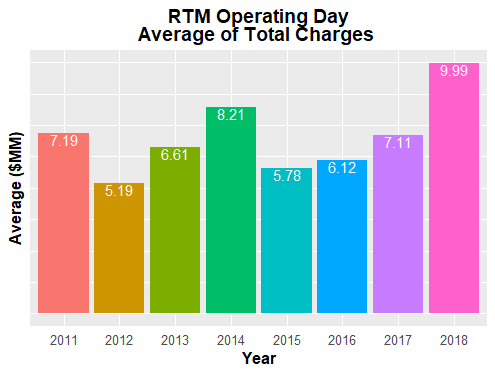 RTM Operating Day
Average of Total Charges
Average ($MM)
7.19
5.19
6.61
8.21
5.78
6.12
7.11
9.99
2011 2012 2013 2014 2015 2016 2017 2018
Year